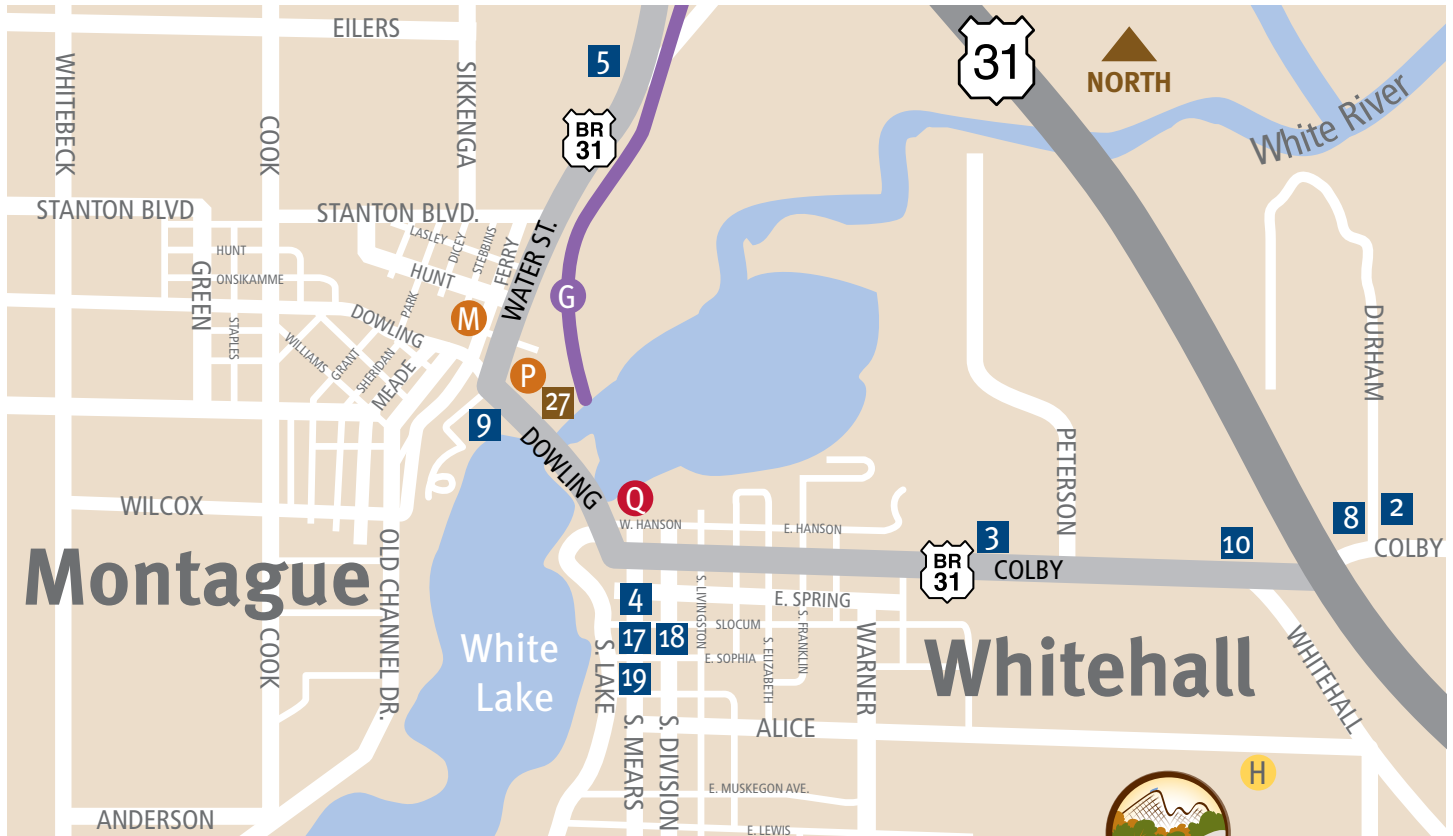 EILERS
5
31
NORTH
WHITEBECK
SIKKENGA
BR
31
COOK
White River
STANTON BLVD
STANTON BLVD.
LASLEY
DICEY
STEBBINS
FERRY
WATER ST.
HUNT
HUNT
ONSIKAMME
GREEN
G
PARK
M
DOWLING
STAPLES
WILLIAMS
GRANT
SHERIDAN
MEADE
P
27
9
DOWLING
DURHAM
PETERSON
WILCOX
Q
W. HANSON
E. HANSON
3
10
8
2
COLBY
BR
31
COLBY
Montague
OLD CHANNEL DR.
COOK
White
Lake
S. LAKE
4
17
18
19
S. LIVINGSTON
E. SPRING
SLOCUM
E. SOPHIA
S. ELIZABETH
S. FRANKLIN
WARNER
Whitehall
WHITEHALL
S. MEARS
S. DIVISION
ALICE
H
E. MUSKEGON AVE.
ANDERSON
E. LEWIS